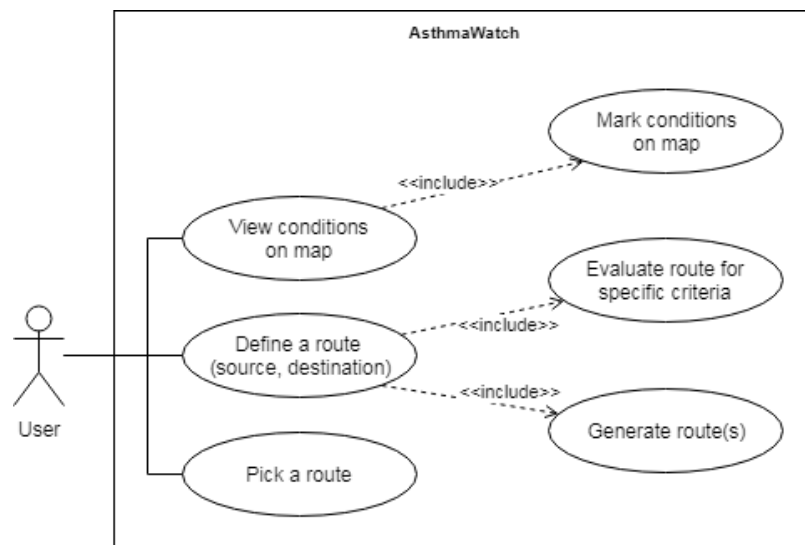 AsthmaWatch
Mark conditions
on map
<<include>>
View conditions
on map
Evaluate route for
specific criteria
<<include>>
Define a route
(source, destination)
<<include>>
User
Generate route(s)
Pick a route